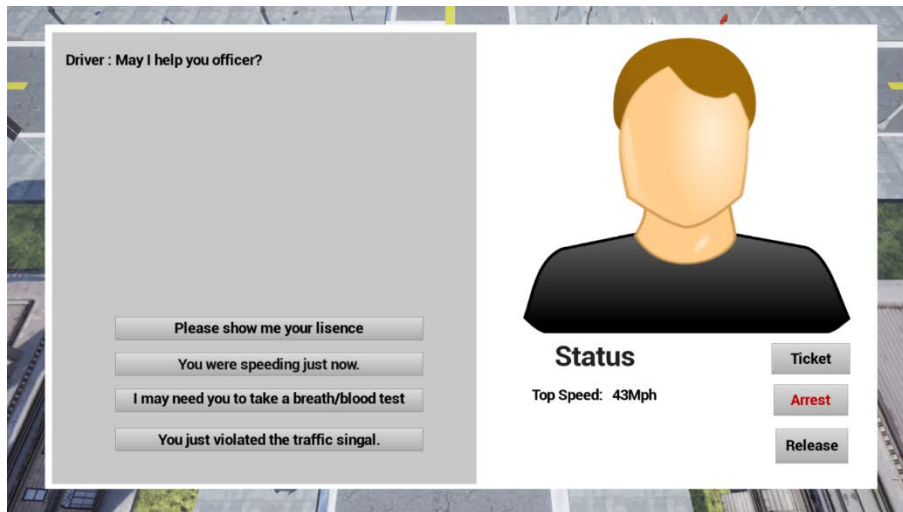 Driver : May I help you officer?
Please show me your lisence
You were speeding just now.
I may need you to take a breath/blood test
You just violated the traffic singal.
Status
Top Speed: 43Mph
Ticket
Arrest
Release